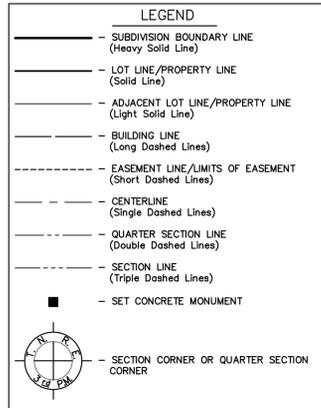 LEGEND
- SUBDIVISION BOUNDARY LINE
(Heavy Solid Line)
- LOT LINE/PROPERTY LINE
(Solid Line)
- ADJACENT LOT LINE/PROPERTY LINE
(Light Solid Line)
- BUILDING LINE
(Long Dashed Lines)
- EASEMENT LINE/LIMITS OF EASEMENT
(Short Dashed Lines)
- CENTERLINE
(Single Dashed Lines)
- QUARTER SECTION LINE
(Double Dashed Lines)
- SECTION LINE
(Triple Dashed Lines)
- SET CONCRETE MONUMENT
T. N. R. E.
3rd P.M.
- SECTION CORNER OR QUARTER SECTION
CORNER